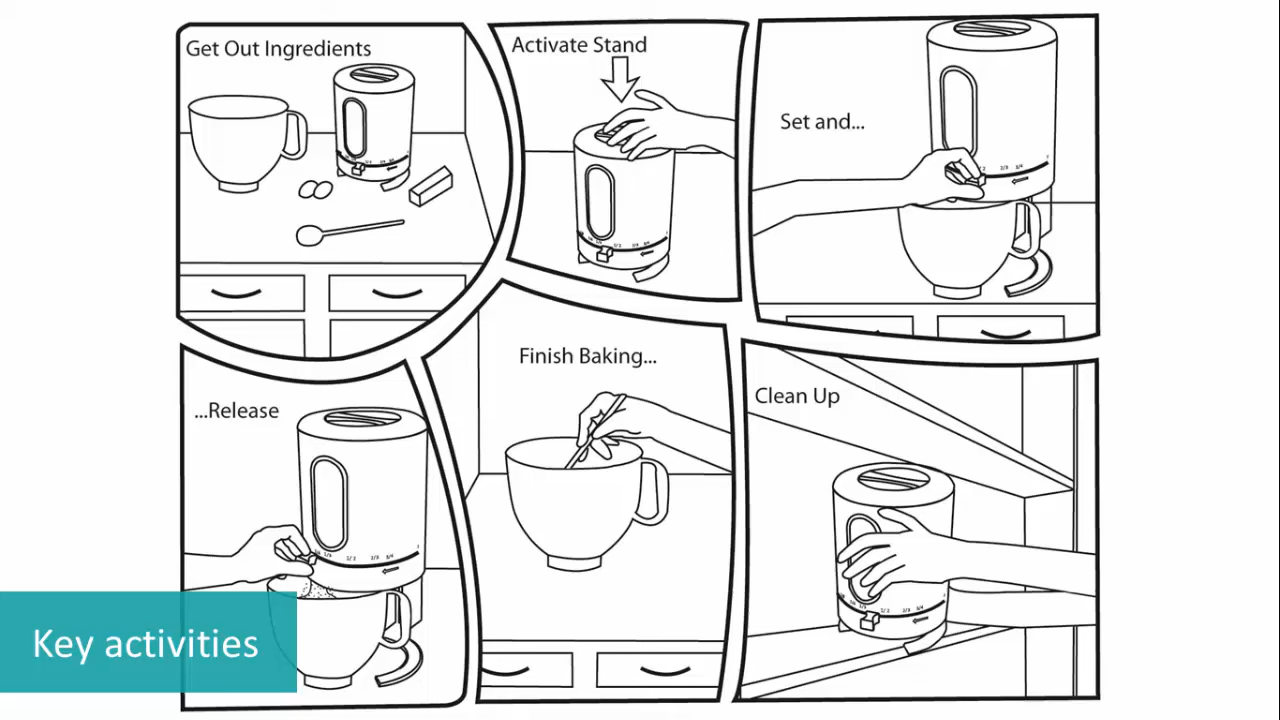 Get Out Ingredients
Activate Stand
Set and...
...Release
Finish Baking...
Clean Up
Key activities